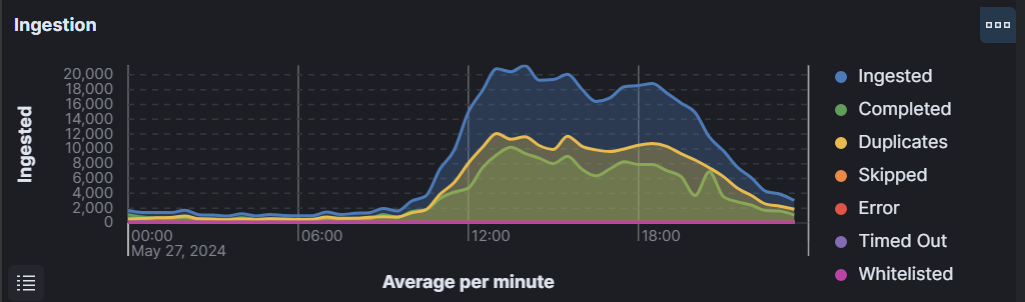 Ingestion
Ingested
20,000
18,000
16,000
14,000
12,000
10,000
8,000
6,000
4,000
2,000
0
00:00 06:00 12:00 18:00
May 27, 2024
Average per minute
Ingested
Completed
Duplicates
Skipped
Error
Timed Out
Whitelisted